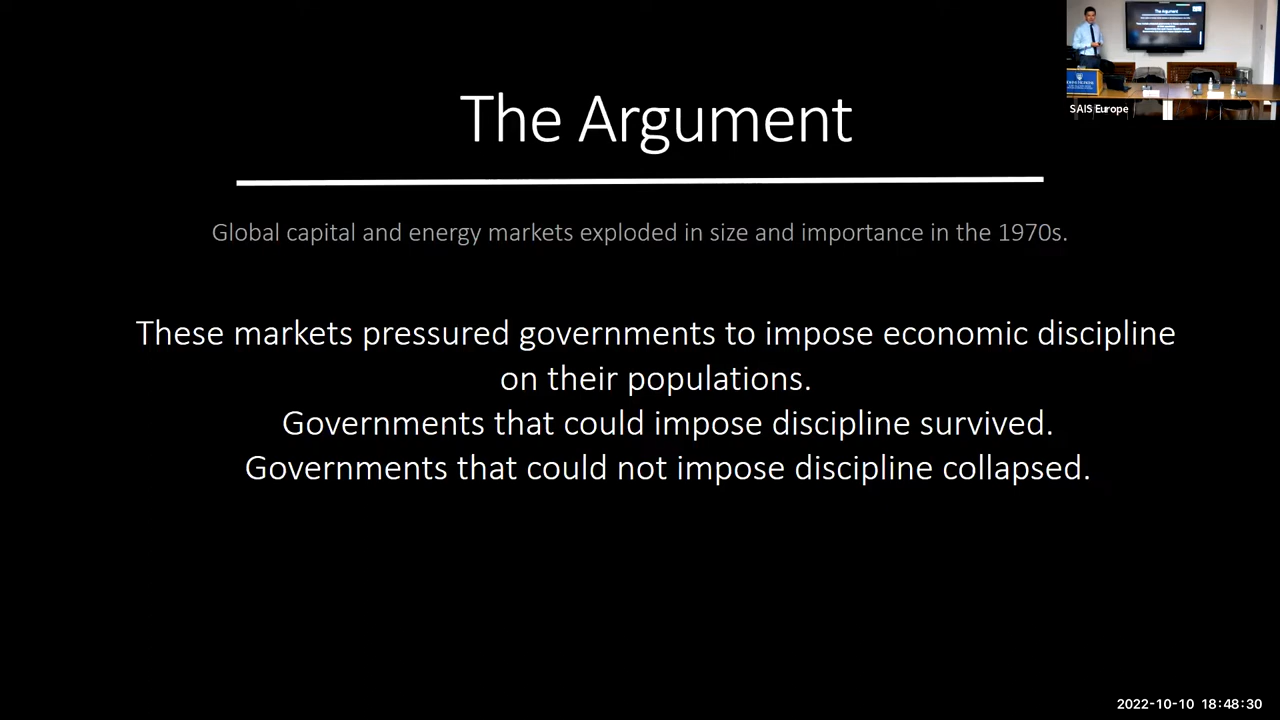 The Argument
Global capital and energy markets exploded in size and importance in the 1970s.
These markets pressured governments to impose economic discipline
on their populations.
Governments that could impose discipline survived.
Governments that could not impose discipline collapsed.
The Argument
SAIS Europe
2022-10-10 18:48:30